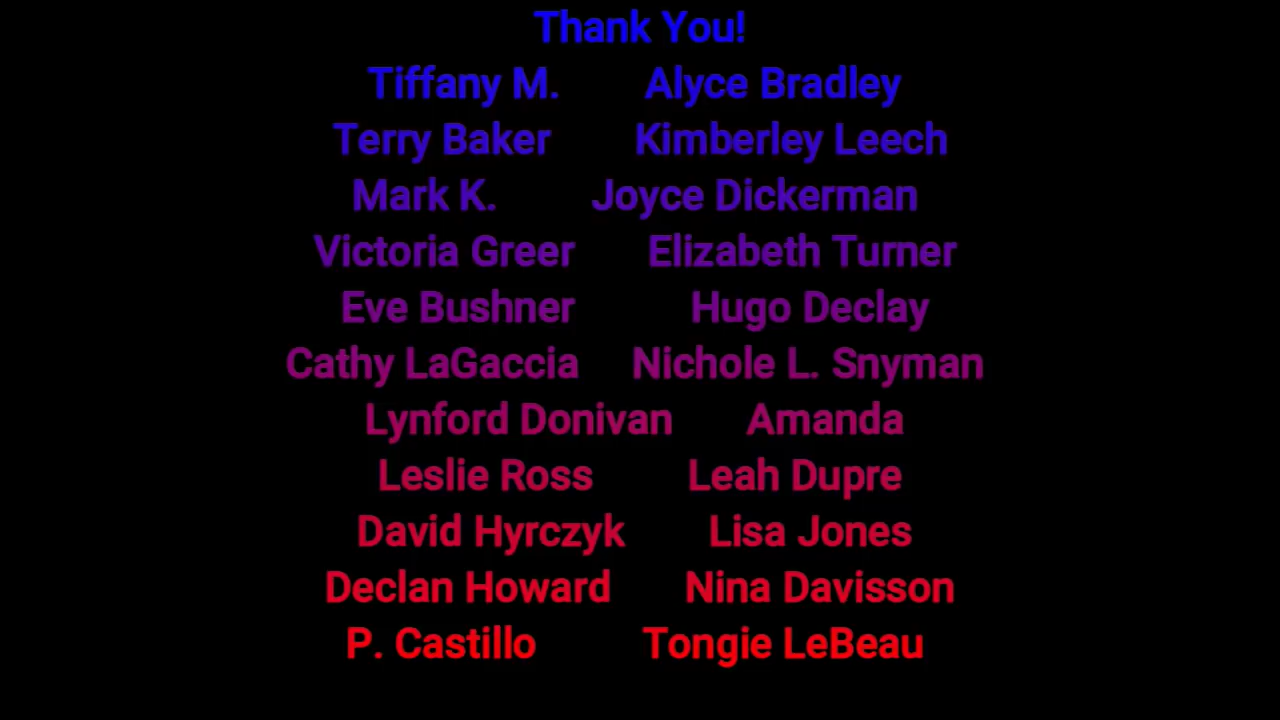 Thank You!
Tiffany M. Alyce Bradley
Terry Baker Kimberley Leech
Mark K. Joyce Dickerman
Victoria Greer Elizabeth Turner
Eve Bushner Hugo Declay
Cathy LaGaccia Nichole L. Snyman
Lynford Donivan Amanda
Leslie Ross Leah Dupre
David Hyrczyk Lisa Jones
Declan Howard Nina Davisson
P. Castillo Tongie LeBeau